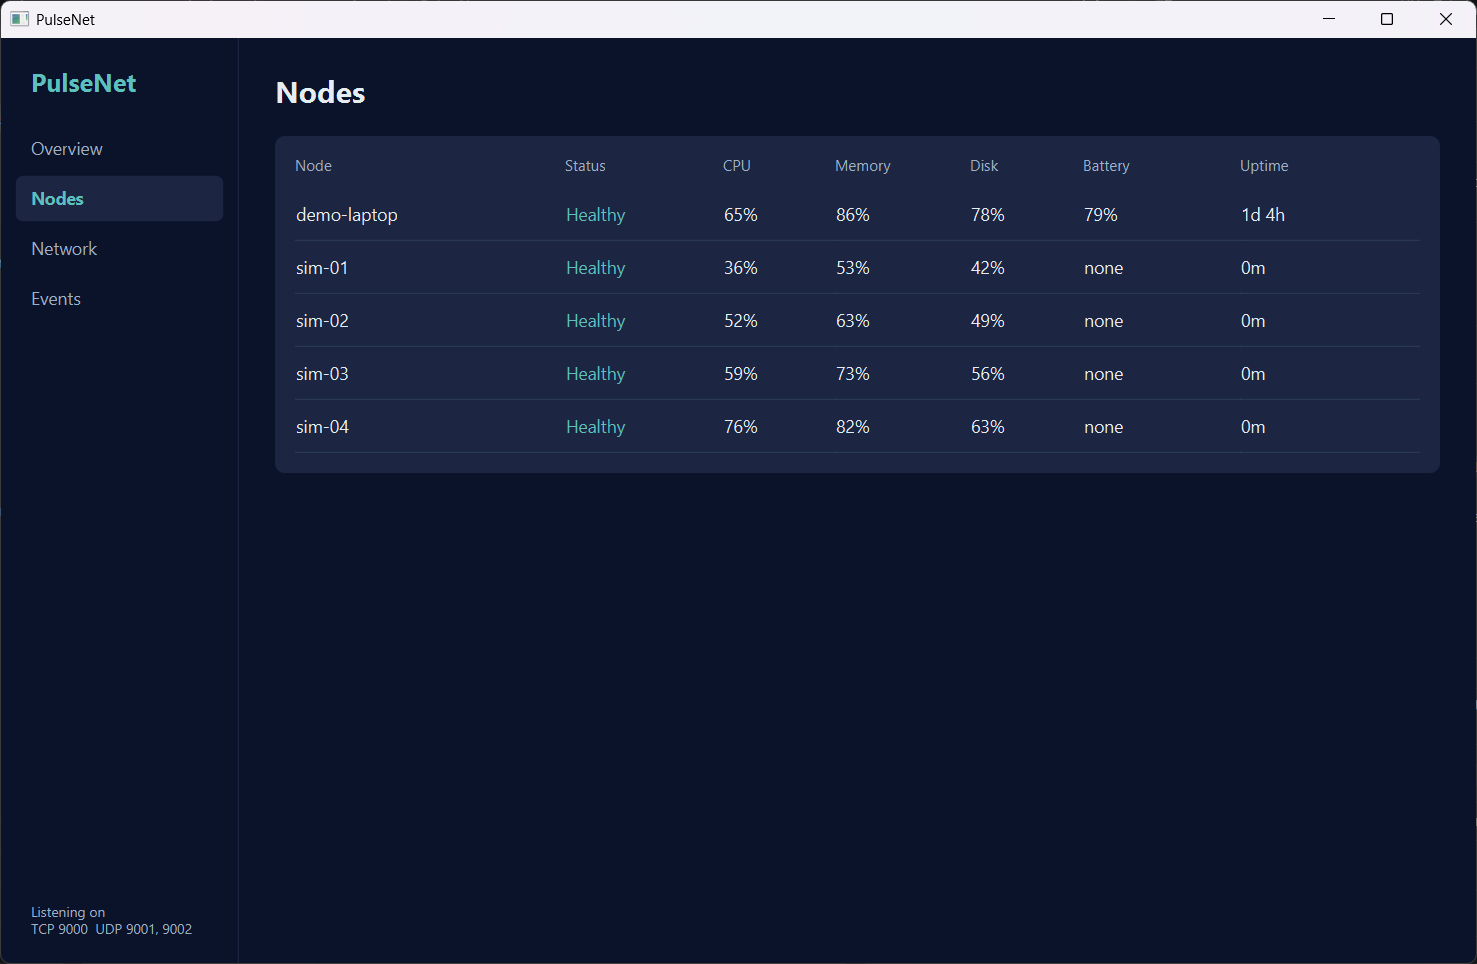 PulseNet
PulseNet
Overview
Nodes
Network
Events
Listening on
TCP 9000 UDP 9001, 9002
Nodes
Node Status CPU Memory Disk Battery Uptime
demo-laptop Healthy 65% 86% 78% 79% 1d 4h
sim-01 Healthy 36% 53% 42% none 0m
sim-02 Healthy 52% 63% 49% none 0m
sim-03 Healthy 59% 73% 56% none 0m
sim-04 Healthy 76% 82% 63% none 0m